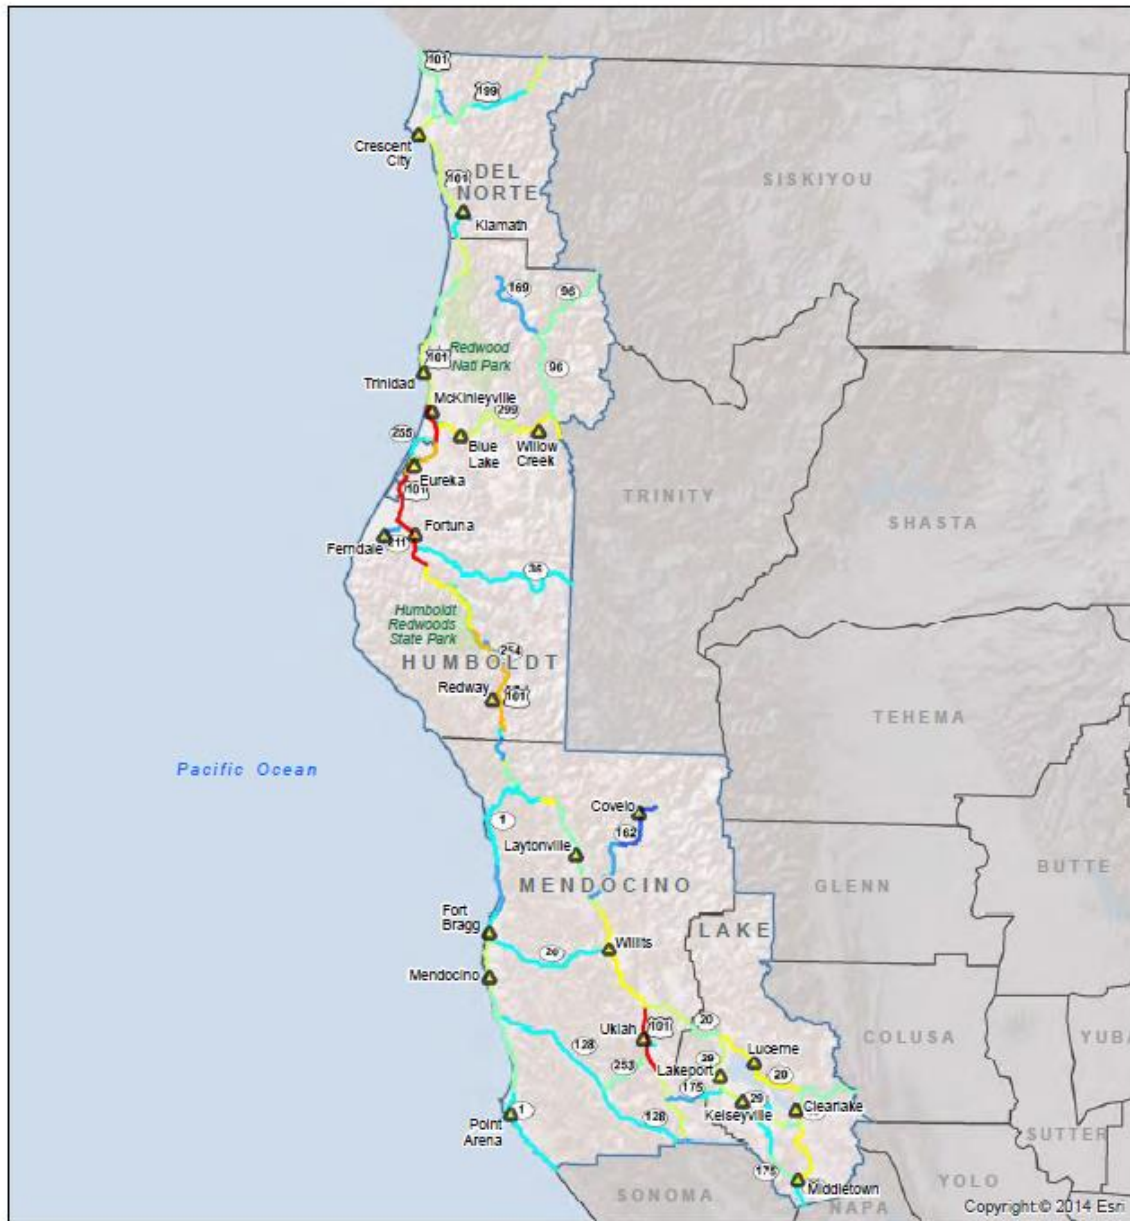 101
199
Crescent
City
DEL
NORTE
101
SISKIYOU
Klamath
169
96
Redwood
Natl Park
101
96
Trinidad
McKinleyville
299
255
Blue
Lake
Willow
Creek
Eureka
101
TRINITY
SHASTA
Fortuna
Ferndale
211
36
Humboldt
Redwoods
State Park
254
HUMBOLDT
Redway
101
TEHEMA
Pacific Ocean
Covelo
1
162
Laytonville
BUTTE
MENDOCINO
GLENN
Fort
Bragg
LAKE
Willits
20
Mendocino
20
Ukiah
101
COLUSA
YUBA
128
Lucerne
29
253
Lakeport
20
175
29
Kelseyville
Clearlake
1
Point
Arena
128
SUTTER
175
Middletown
YOLO
SONOMA
NAPA
Copyright:© 2014 Esri